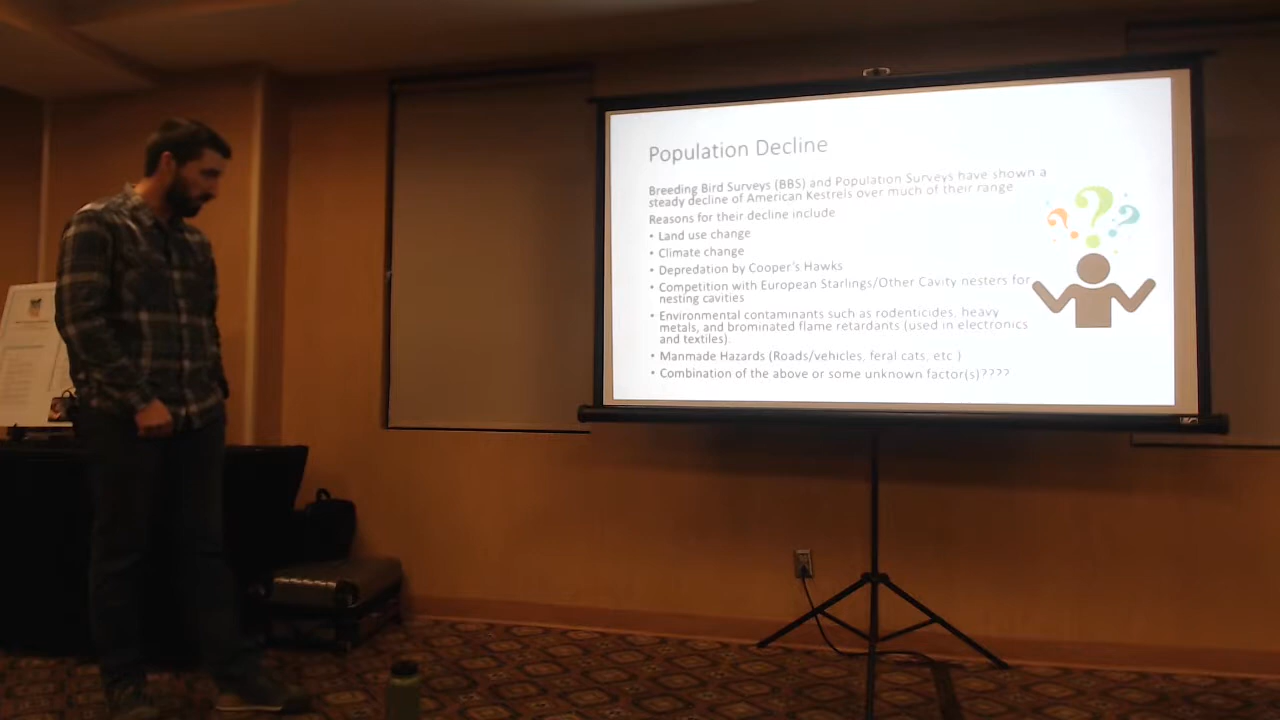 Population Decline
Breeding Bird Surveys (BBS) and Population Surveys have shown a
steady decline of American Kestrels over much of their range
Reasons for their decline include
• Land use change
• Climate change
• Depredation by Cooper's Hawks
• Competition with European Starlings/Other Cavity nesters for
nesting cavities
• Environmental contaminants such as rodenticides, heavy
metals, and brominated flame retardants (used in electronics
and textiles).
• Manmade Hazards (Roads/vehicles, feral cats, etc )
• Combination of the above or some unknown factor(s)????
? ? ?